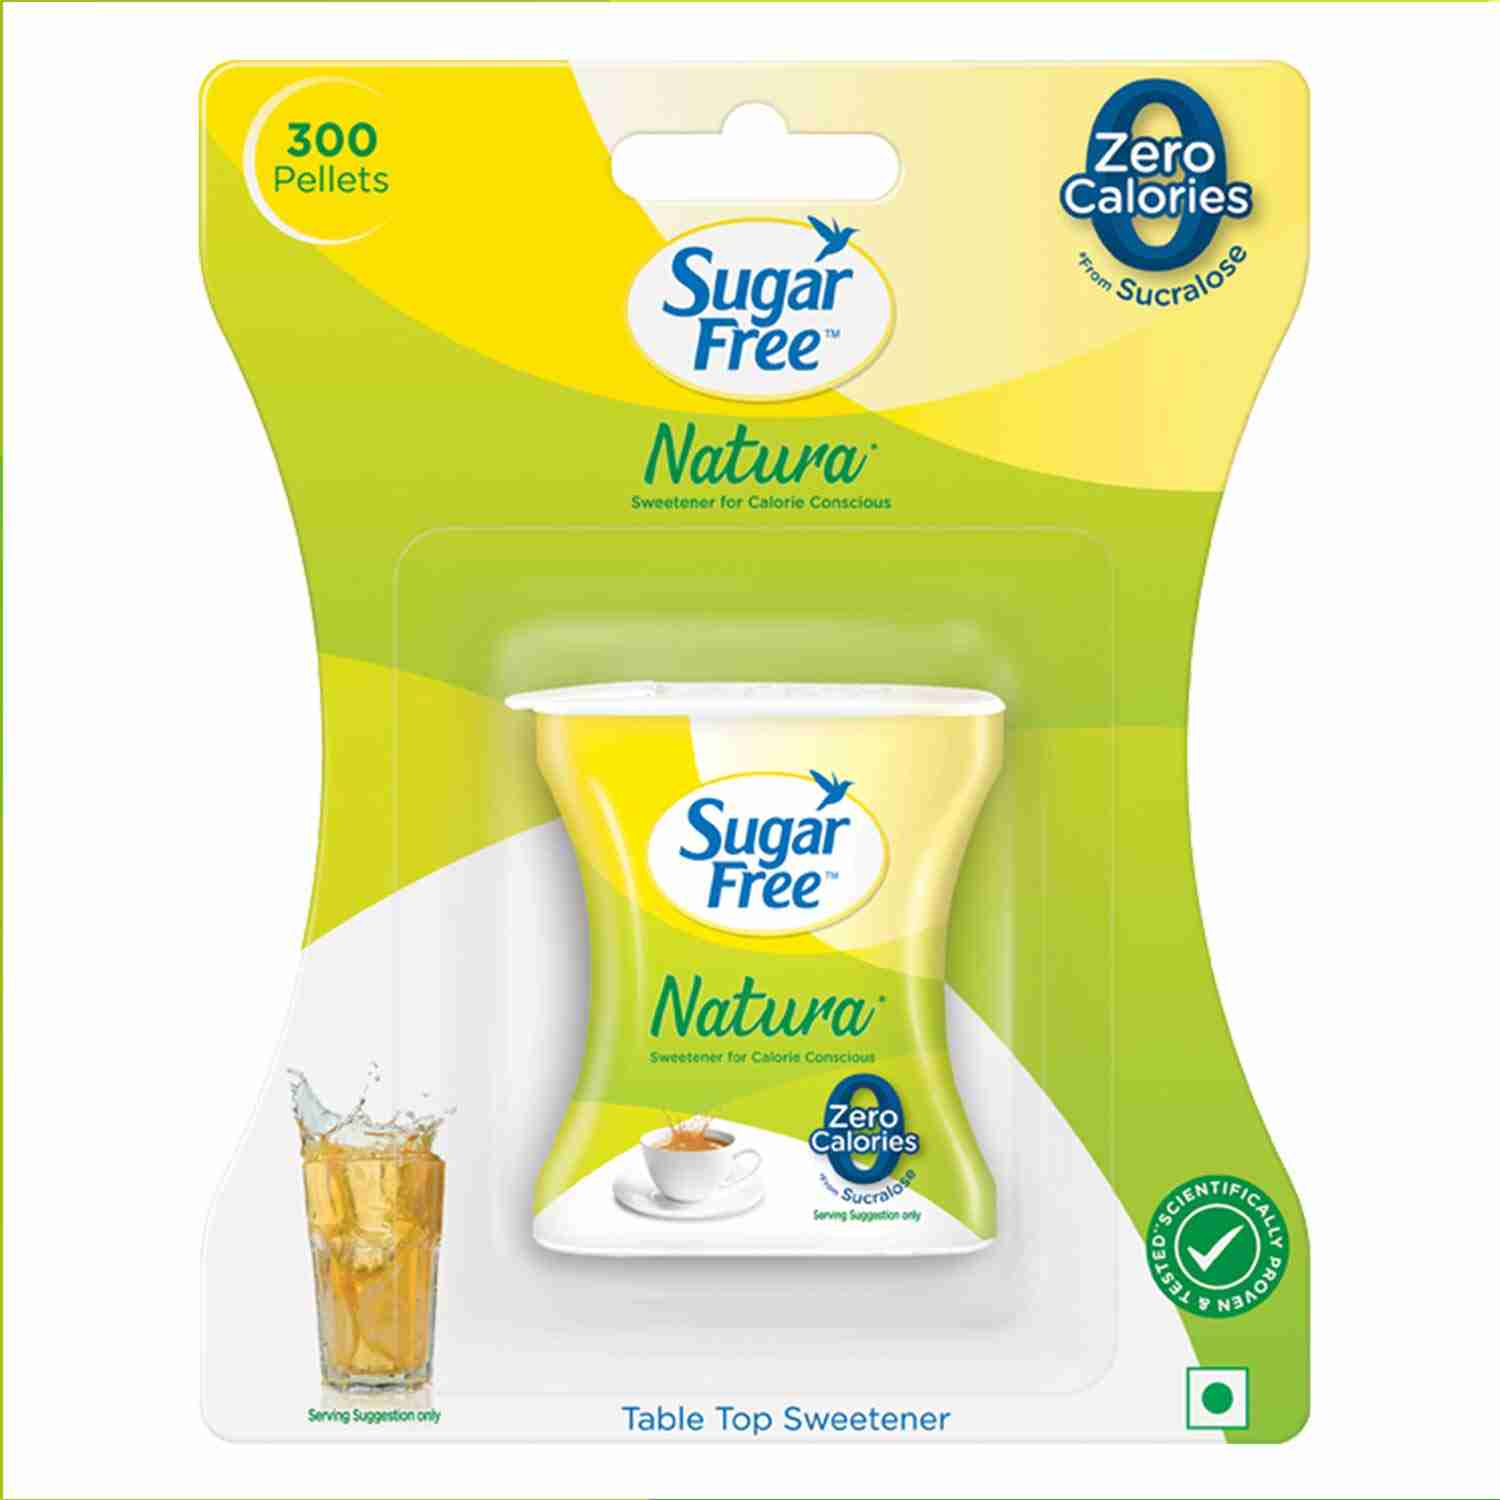 300
Pellets
Zero
Calories
*From Sucralose
Sugar
Free™
Natura*
Sweetener for Calorie Conscious
Sugar
Free™
Natura*
Sweetener for Calorie Conscious
Zero
Calories
*From Sucralose
Serving Suggestion only
SCIENTIFICALLY PROVEN & TESTED**
Serving Suggestion only
Table Top Sweetener